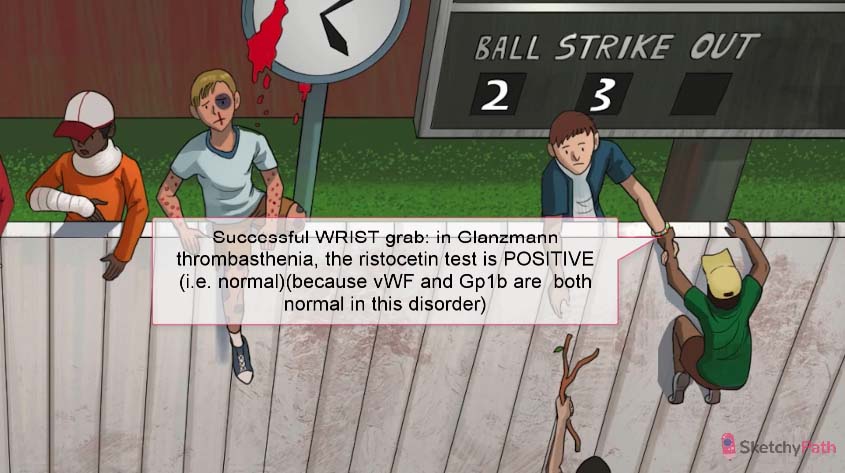 BALL STRIKE OUT
2 3
Successful WRIST grab: in Glanzmann
thrombasthenia, the ristocetin test is POSITIVE
(i.e. normal)(because vWF and Gp1b are both
normal in this disorder)
SketchyPath